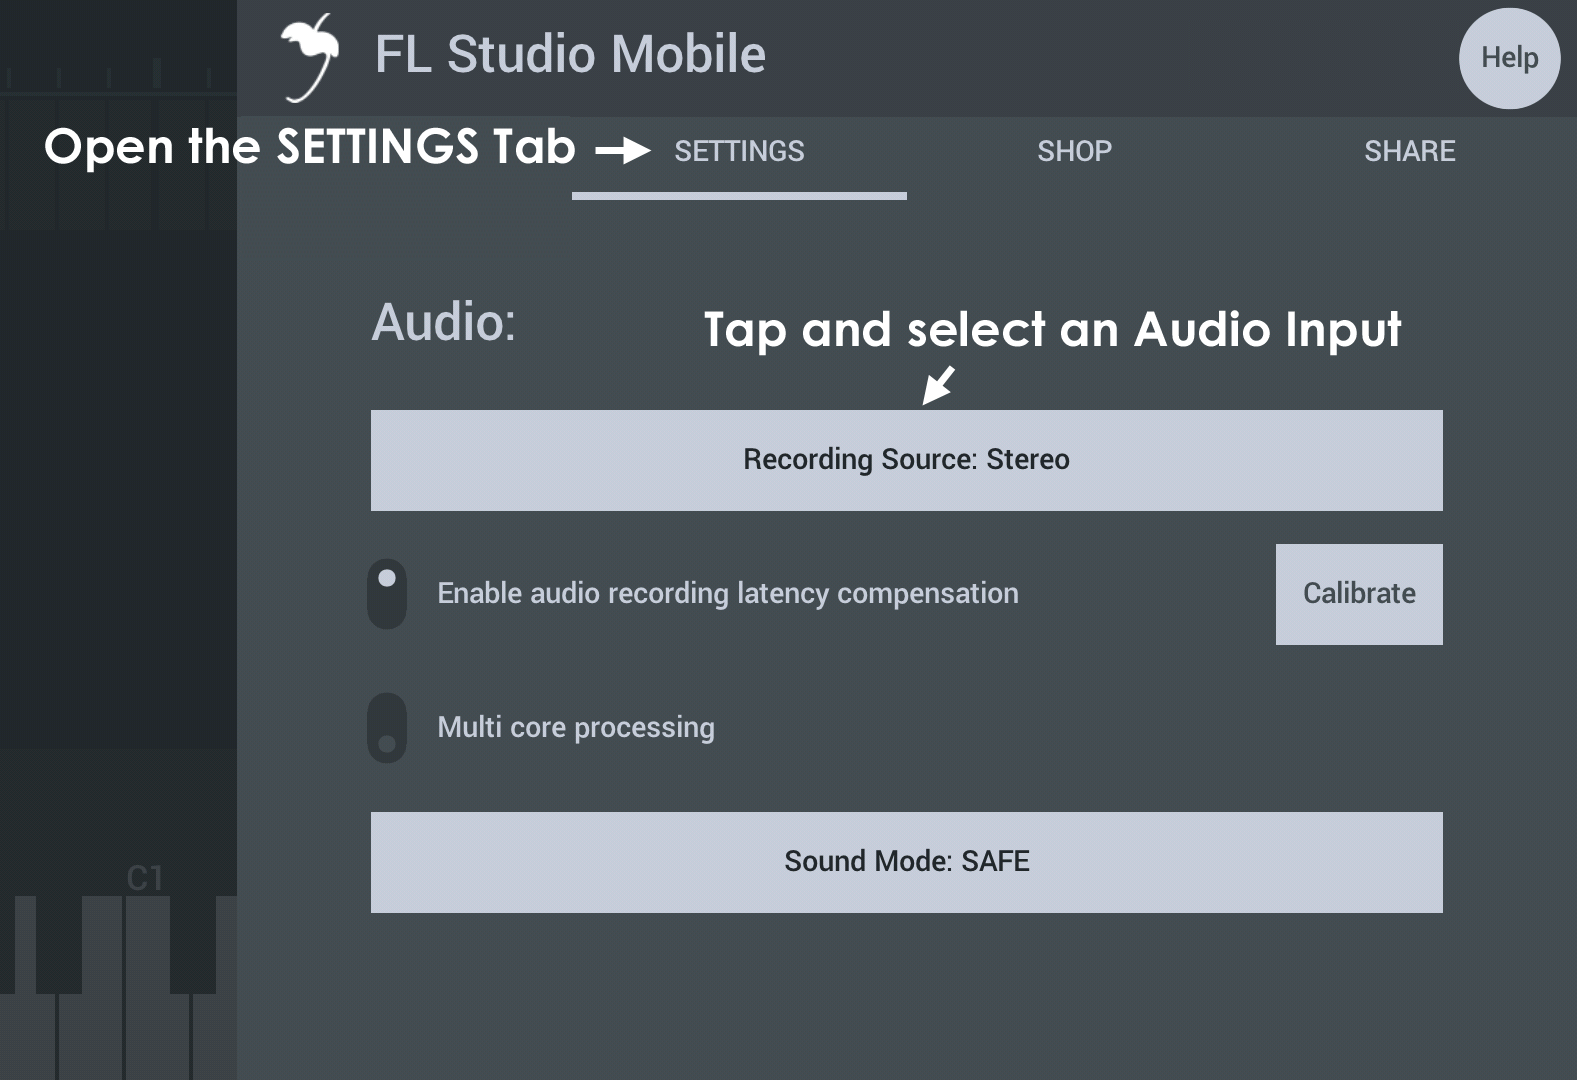 FL Studio Mobile
Help
Open the SETTINGS Tab
SETTINGS
SHOP
SHARE
Audio:
Tap and select an Audio Input
Recording Source: Stereo
Enable audio recording latency compensation
Calibrate
Multi core processing
Sound Mode: SAFE
C1